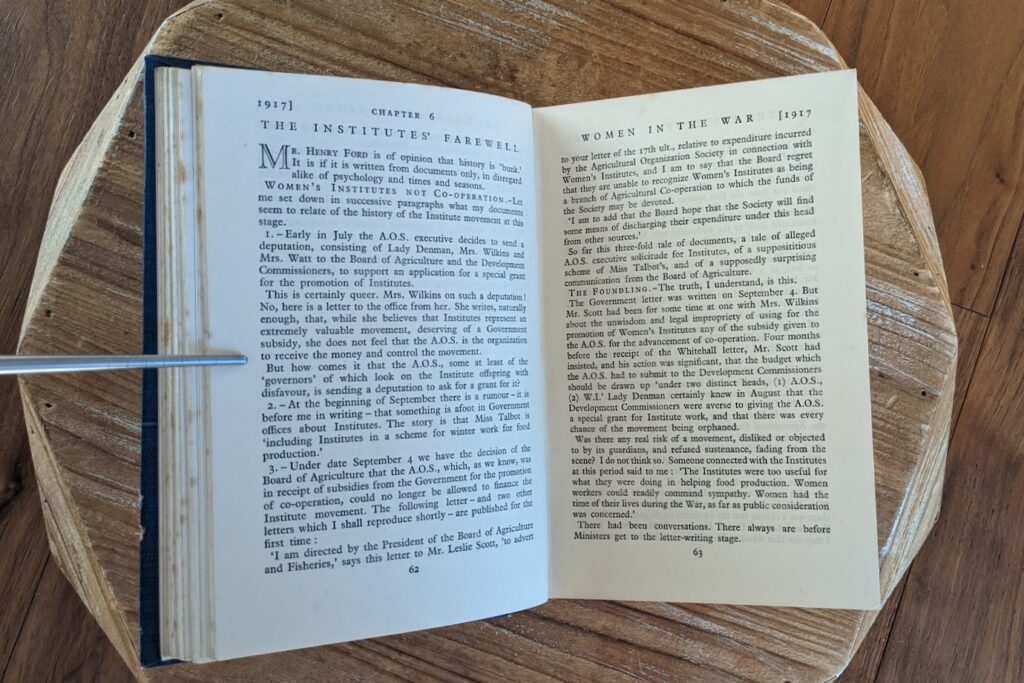 1917]
CHAPTER 6
THE INSTITUTES' FAREWELL
MR. HENRY FORD is of opinion that history is 'bunk.'
It is if it is written from documents only, in disregard
alike of psychology and times and seasons.
WOMEN'S INSTITUTES NOT CO-OPERATION.–Let
me set down in successive paragraphs what my documents
seem to relate of the history of the Institute movement at this
stage.
1. – Early in July the A.O.S. executive decides to send a
deputation, consisting of Lady Denman, Mrs. Wilkins and
Mrs. Watt to the Board of Agriculture and the Development
Commissioners, to support an application for a special grant
for the promotion of Institutes.
This is certainly queer. Mrs. Wilkins on such a deputation!
No, here is a letter to the office from her. She writes, naturally
enough, that, while she believes that Institutes represent an
extremely valuable movement, deserving of a Government
subsidy, she does not feel that the A.O.S. is the organization
to receive the money and control the movement.
But how comes it that the A.O.S., some at least of the
'governors' of which look on the Institute offspring with
disfavour, is sending a deputation to ask for a grant for it?
2. – At the beginning of September there is a rumour – it is
before me in writing – that something is afoot in Government
offices about Institutes. The story is that Miss Talbot is
'including Institutes in a scheme for winter work for food
production.'
3. – Under date September 4 we have the decision of the
Board of Agriculture that the A.O.S., which, as we know, was
in receipt of subsidies from the Government for the promotion
of co-operation, could no longer be allowed to finance the
Institute movement. The following letter – and two other
letters which I shall reproduce shortly – are published for the
first time :
'I am directed by the President of the Board of Agriculture
and Fisheries,' says this letter to Mr. Leslie Scott, 'to advert
62
WOMEN IN THE WAR [1917
to your letter of the 17th ult., relative to expenditure incurred
by the Agricultural Organization Society in connection with
Women's Institutes, and I am to say that the Board regret
that they are unable to recognize Women's Institutes as being
a branch of Agricultural Co-operation to which the funds of
the Society may be devoted.
'I am to add that the Board hope that the Society will find
some means of discharging their expenditure under this head
from other sources.'
So far this three-fold tale of documents, a tale of alleged
A.O.S. executive solicitude for Institutes, of a supposititious
scheme of Miss Talbot's, and of a supposedly surprising
communication from the Board of Agriculture.
THE FOUNDLING.–The truth, I understand, is this.
The Government letter was written on September 4. But
Mr. Scott had been for some time at one with Mrs. Wilkins
about the unwisdom and legal impropriety of using for the
promotion of Women's Institutes any of the subsidy given to
the A.O.S. for the advancement of co-operation. Four months
before the receipt of the Whitehall letter, Mr. Scott had
insisted, and his action was significant, that the budget which
the A.O.S. had to submit to the Development Commissioners
should be drawn up 'under two distinct heads, (1) A.O.S.,
(2) W.I.' Lady Denman certainly knew in August that the
Development Commissioners were averse to giving the A.O.S.
a special grant for Institute work, and that there was every
chance of the movement being orphaned.
Was there any real risk of a movement, disliked or objected
to by its guardians, and refused sustenance, fading from the
scene? I do not think so. Someone connected with the Institutes
at this period said to me : 'The Institutes were too useful for
what they were doing in helping food production. Women
workers could readily command sympathy. Women had the
time of their lives during the War, as far as public consideration
was concerned.'
There had been conversations. There always are before
Ministers get to the letter-writing stage.
63